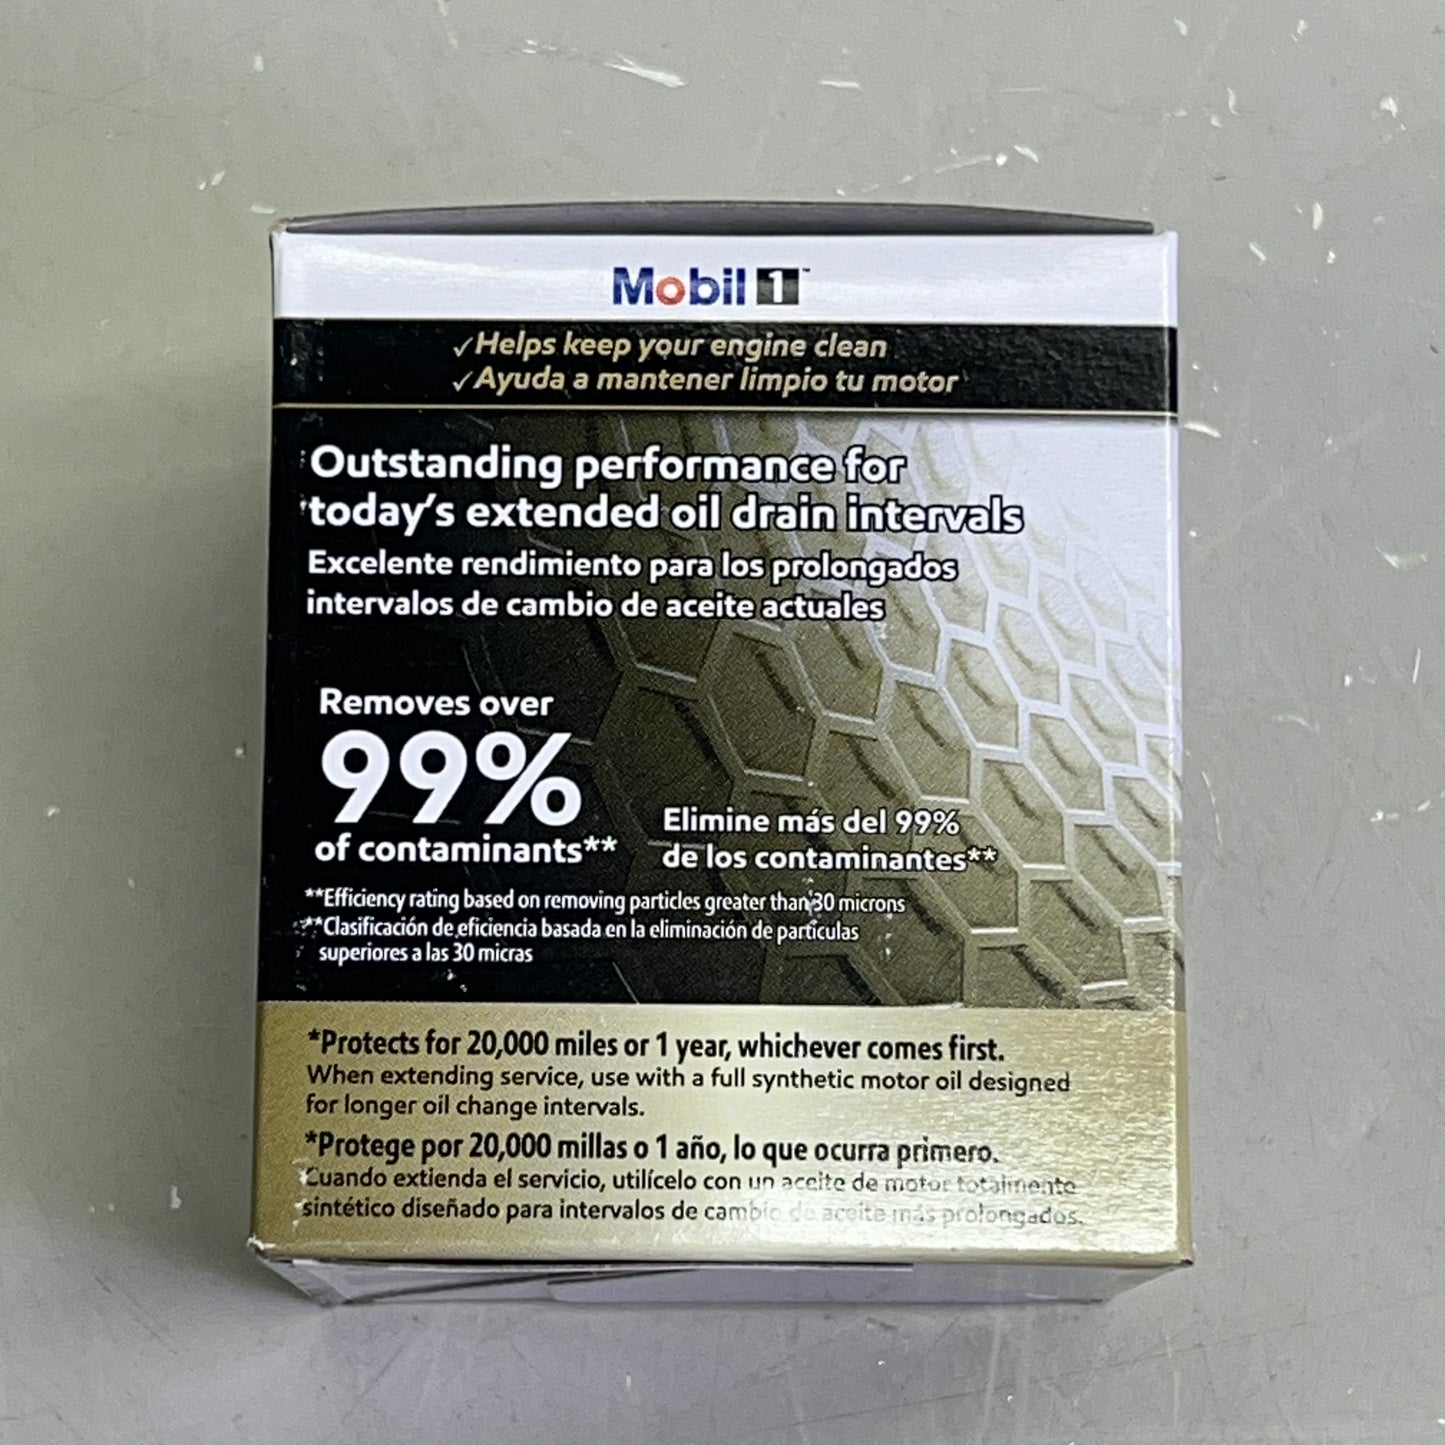 Mobil 1™
✓Helps keep your engine clean
✓Ayuda a mantener limpio tu motor
Outstanding performance for
today's extended oil drain intervals
Excelente rendimiento para los prolongados
intervalos de cambio de aceite actuales
Removes over
99%
of contaminants**
Elimine más del 99%
de los contaminantes**
**Efficiency rating based on removing particles greater than 30 microns
**Clasificación de eficiencia basada en la eliminación de partículas
superiores a las 30 micras
*Protects for 20,000 miles or 1 year, whichever comes first.
When extending service, use with a full synthetic motor oil designed
for longer oil change intervals.
*Protege por 20,000 millas o 1 año, lo que ocurra primero.
Cuando extienda el servicio, utilícelo con un aceite de motor totalmente
sintético diseñado para intervalos de cambio de aceite más prolongados.